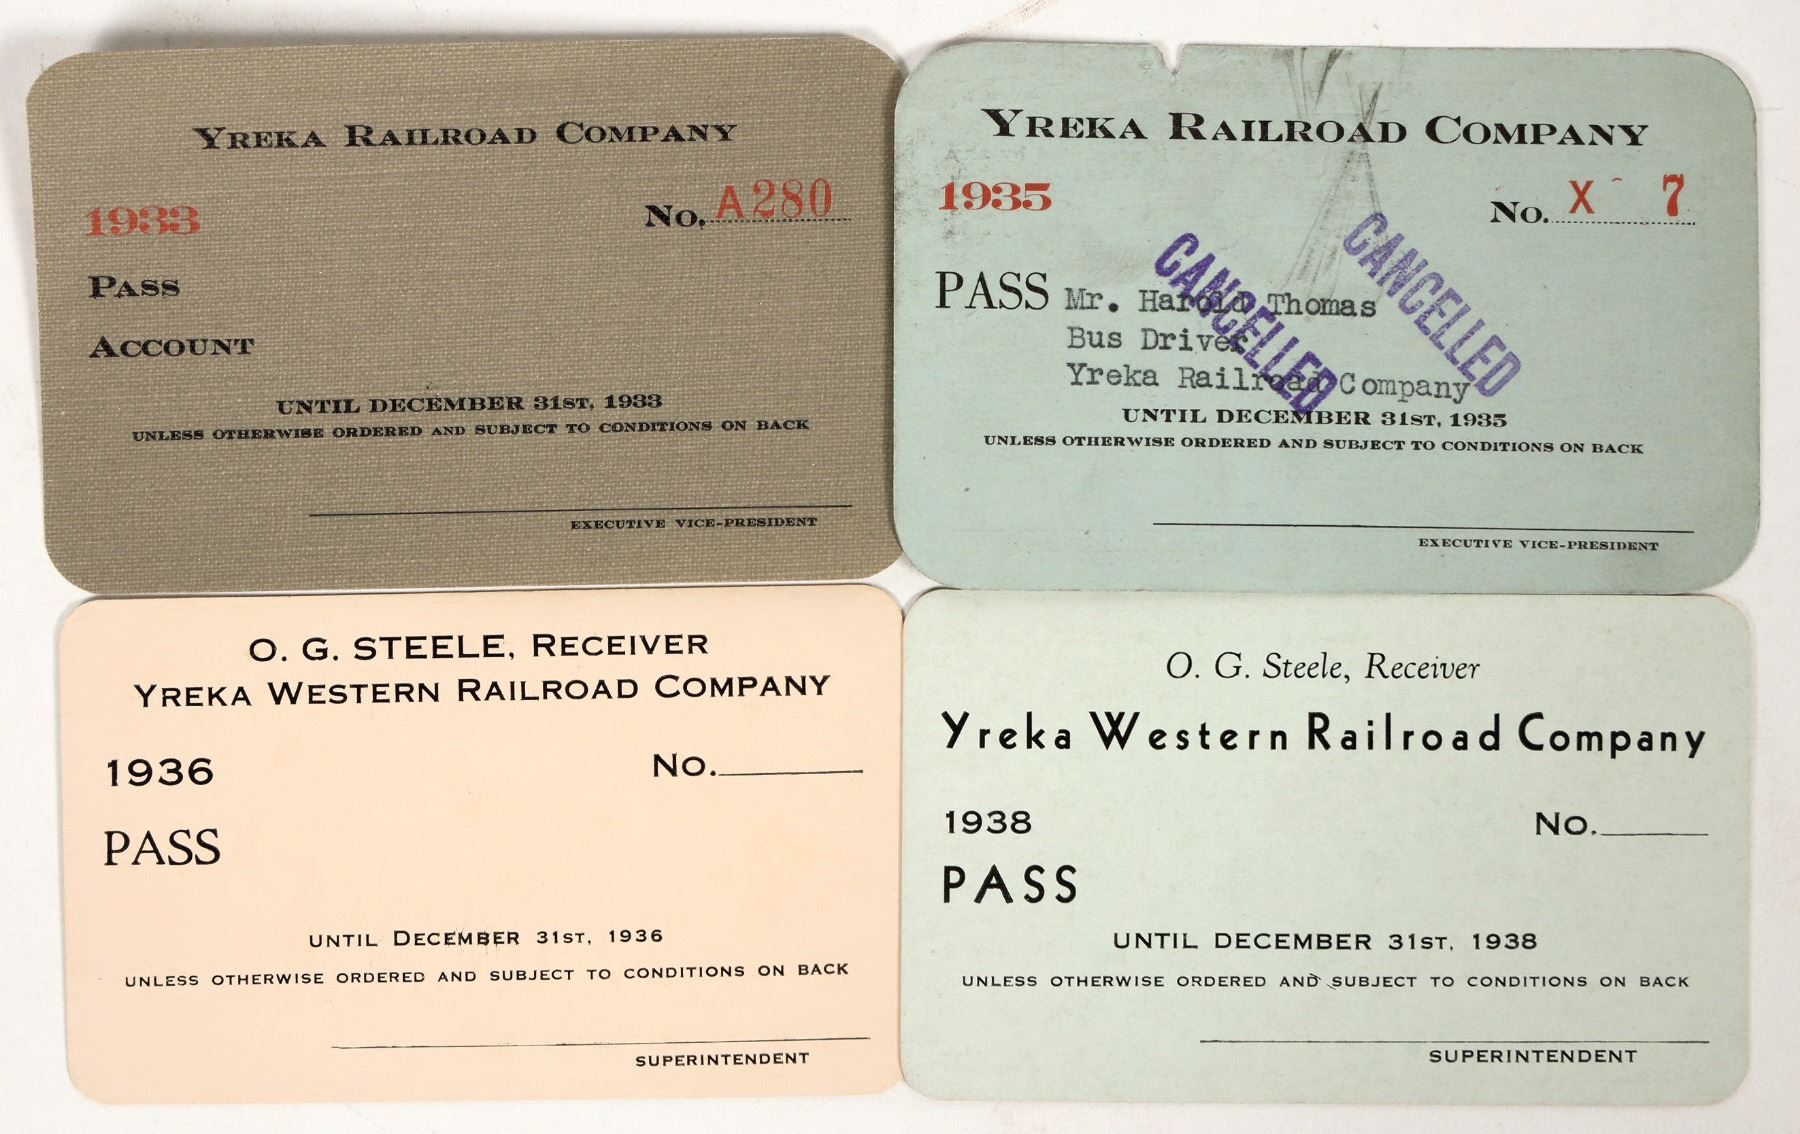 YREKA RAILROAD COMPANY
1933
No. A280
PASS
ACCOUNT
UNTIL DECEMBER 31ST, 1933
UNLESS OTHERWISE ORDERED AND SUBJECT TO CONDITIONS ON BACK
EXECUTIVE VICE-PRESIDENT
YREKA RAILROAD COMPANY
1935
No. X - 7
PASS Mr. Harold Thomas
Bus Driver
Yreka Railroad Company
CANCELLED
CANCELLED
UNTIL DECEMBER 31ST, 1935
UNLESS OTHERWISE ORDERED AND SUBJECT TO CONDITIONS ON BACK
EXECUTIVE VICE-PRESIDENT
O. G. STEELE, RECEIVER
YREKA WESTERN RAILROAD COMPANY
1936
No.
PASS
UNTIL DECEMBER 31ST, 1936
UNLESS OTHERWISE ORDERED AND SUBJECT TO CONDITIONS ON BACK
SUPERINTENDENT
O. G. Steele, Receiver
Yreka Western Railroad Company
1938
No.
PASS
UNTIL DECEMBER 31ST, 1938
UNLESS OTHERWISE ORDERED AND SUBJECT TO CONDITIONS ON BACK
SUPERINTENDENT